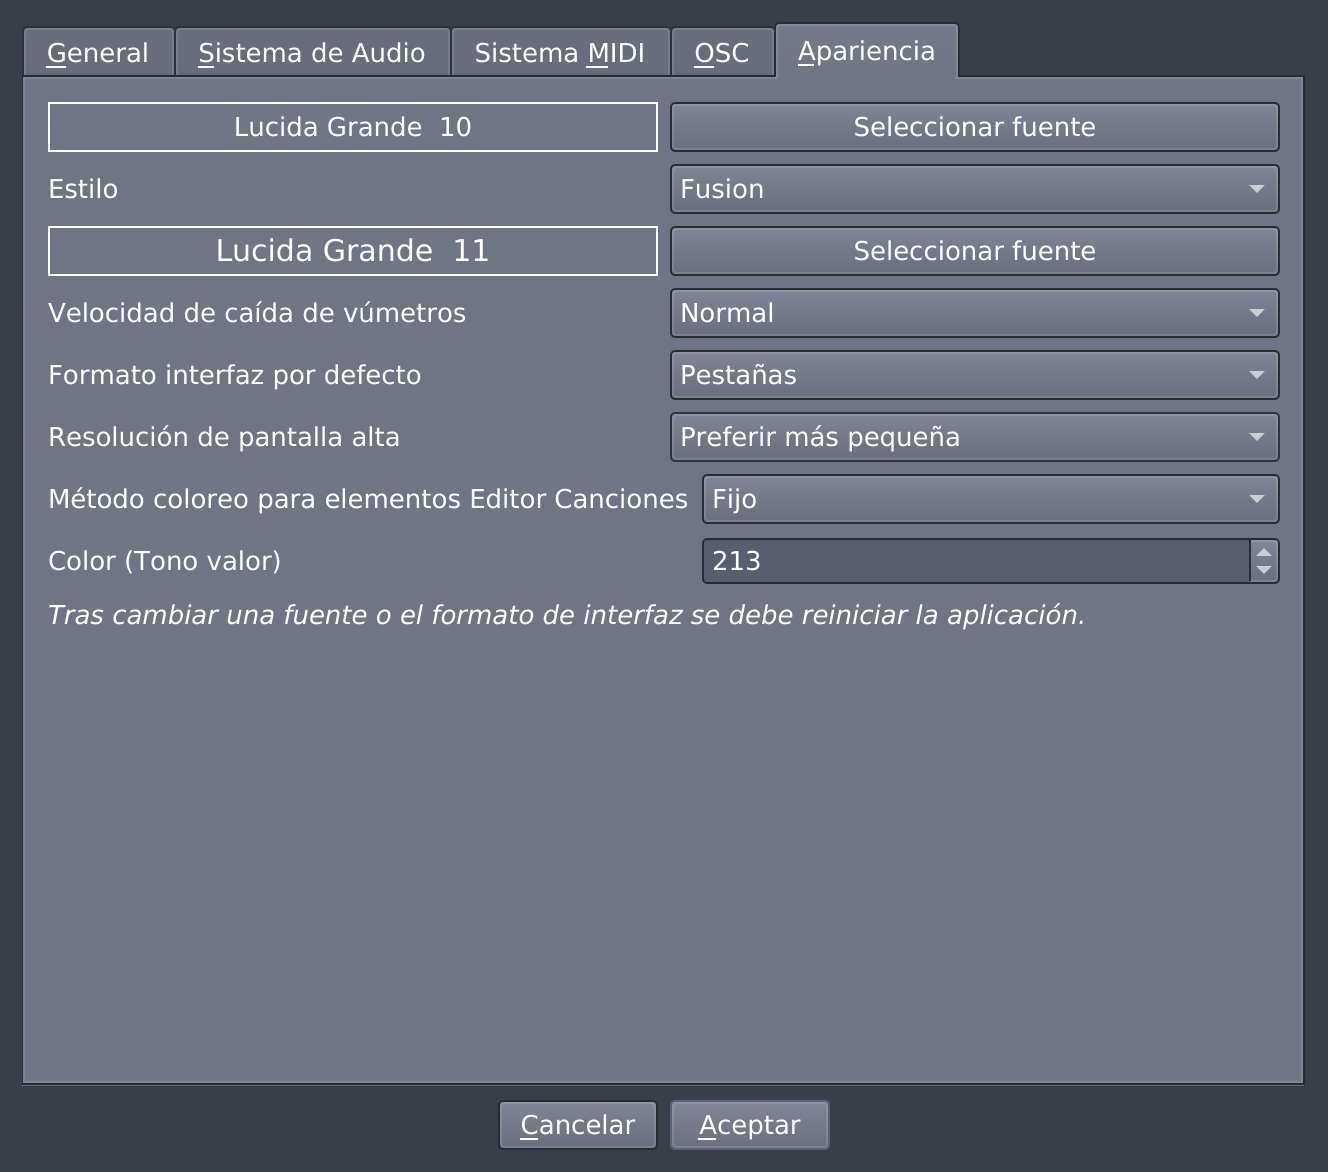 General Sistema de Audio Sistema MIDI OSC Apariencia
Lucida Grande  10 Seleccionar fuente
Estilo Fusion
Lucida Grande  11 Seleccionar fuente
Velocidad de caída de vúmetros Normal
Formato interfaz por defecto Pestañas
Resolución de pantalla alta Preferir más pequeña
Método coloreo para elementos Editor Canciones Fijo
Color (Tono valor) 213
Tras cambiar una fuente o el formato de interfaz se debe reiniciar la aplicación.
Cancelar Aceptar